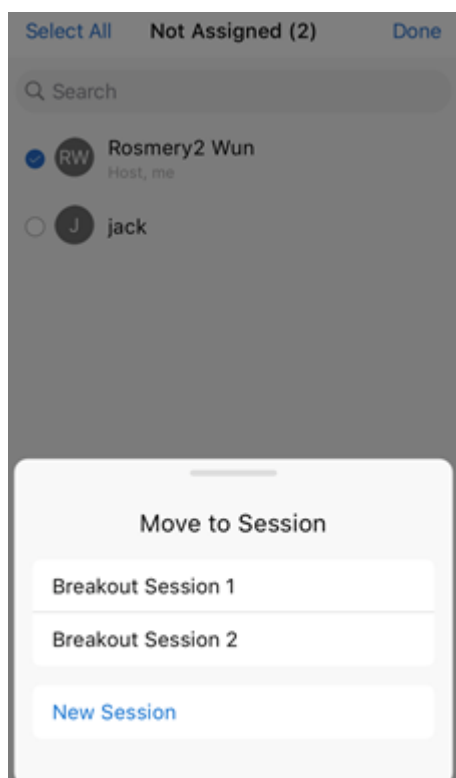 Select All Not Assigned (2) Done
Search
RW Rosmery2 Wun
Host, me
J jack
Move to Session
Breakout Session 1
Breakout Session 2
New Session